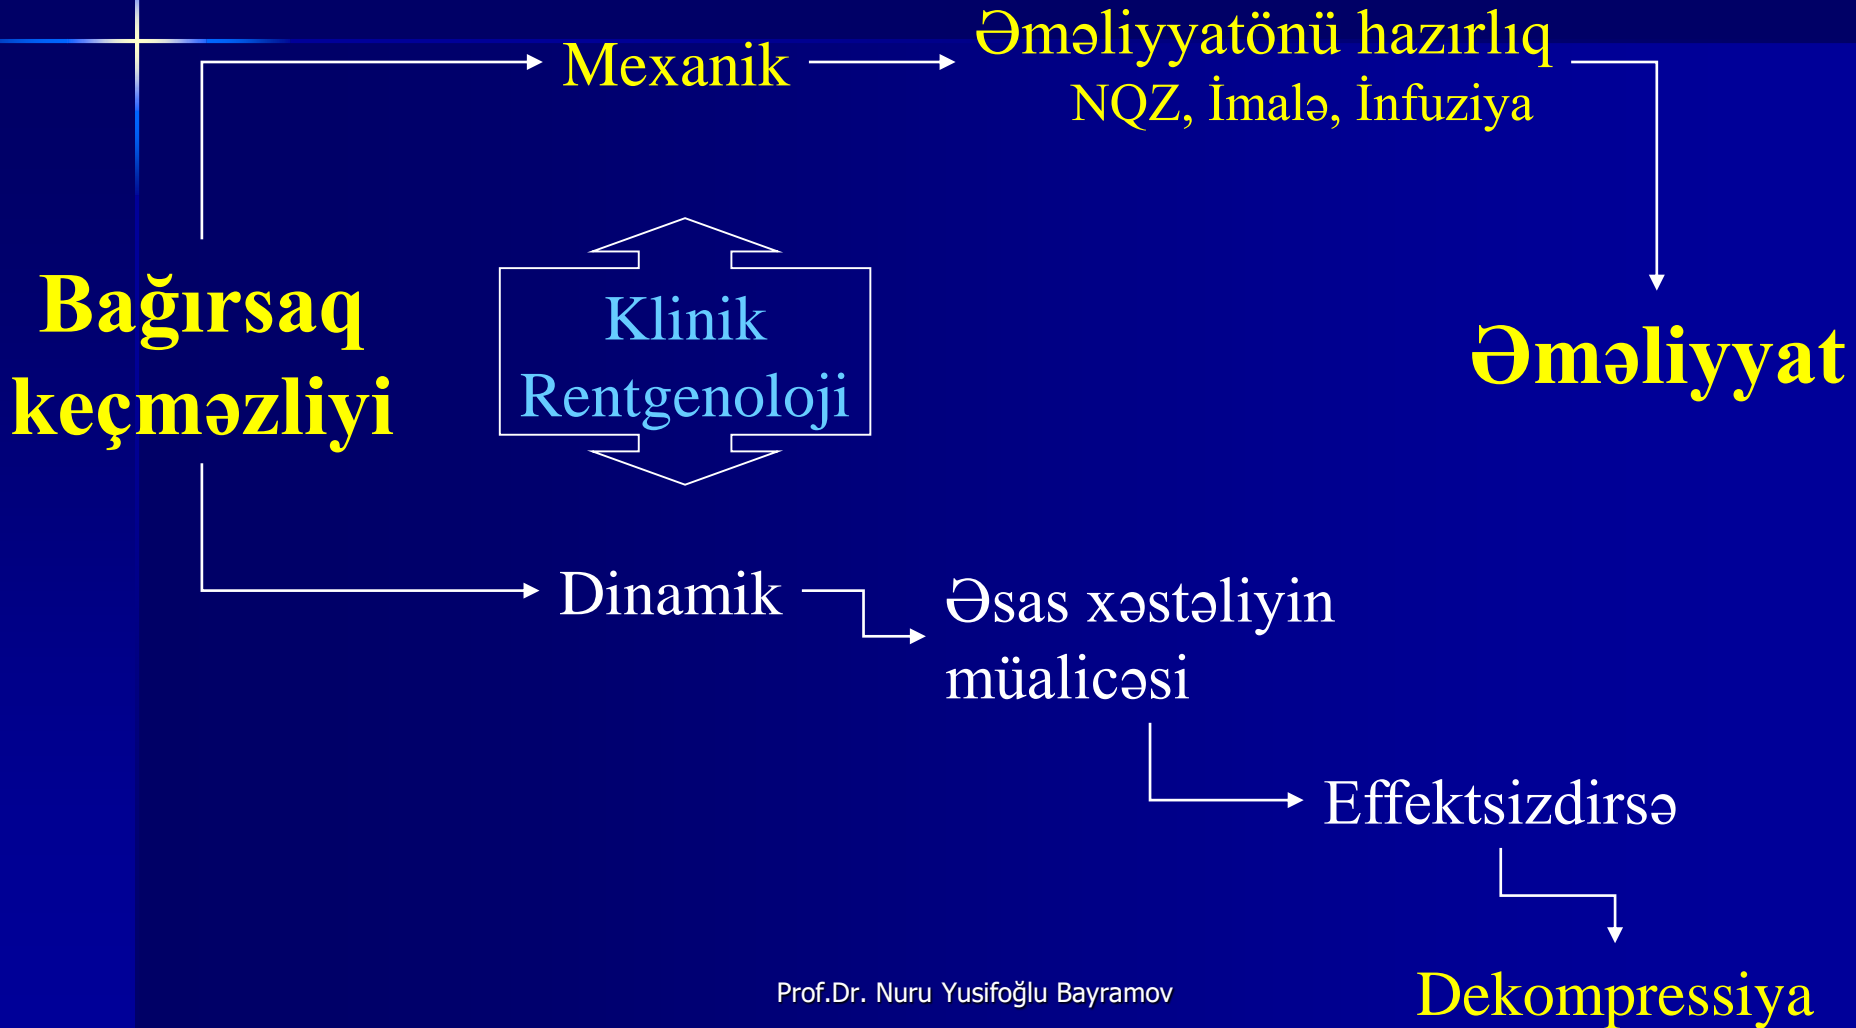 Mexanik
Əməliyyatönü hazırlıq
NQZ, İmalə, İnfuziya
Bağırsaq
keçməzliyi
Klinik
Rentgenoloji
Əməliyyat
Dinamik
Əsas xəstəliyin
müalicəsi
Effektsizdirsə
Dekompressiya
Prof.Dr. Nuru Yusifoğlu Bayramov